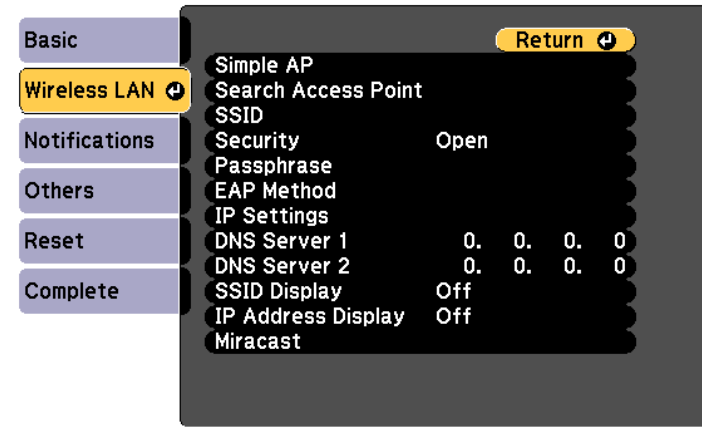 Basic
Wireless LAN
Notifications
Others
Reset
Complete
Return
Simple AP
Search Access Point
SSID
Security Open
Passphrase
EAP Method
IP Settings
DNS Server 1 0. 0. 0. 0
DNS Server 2 0. 0. 0. 0
SSID Display Off
IP Address Display Off
Miracast